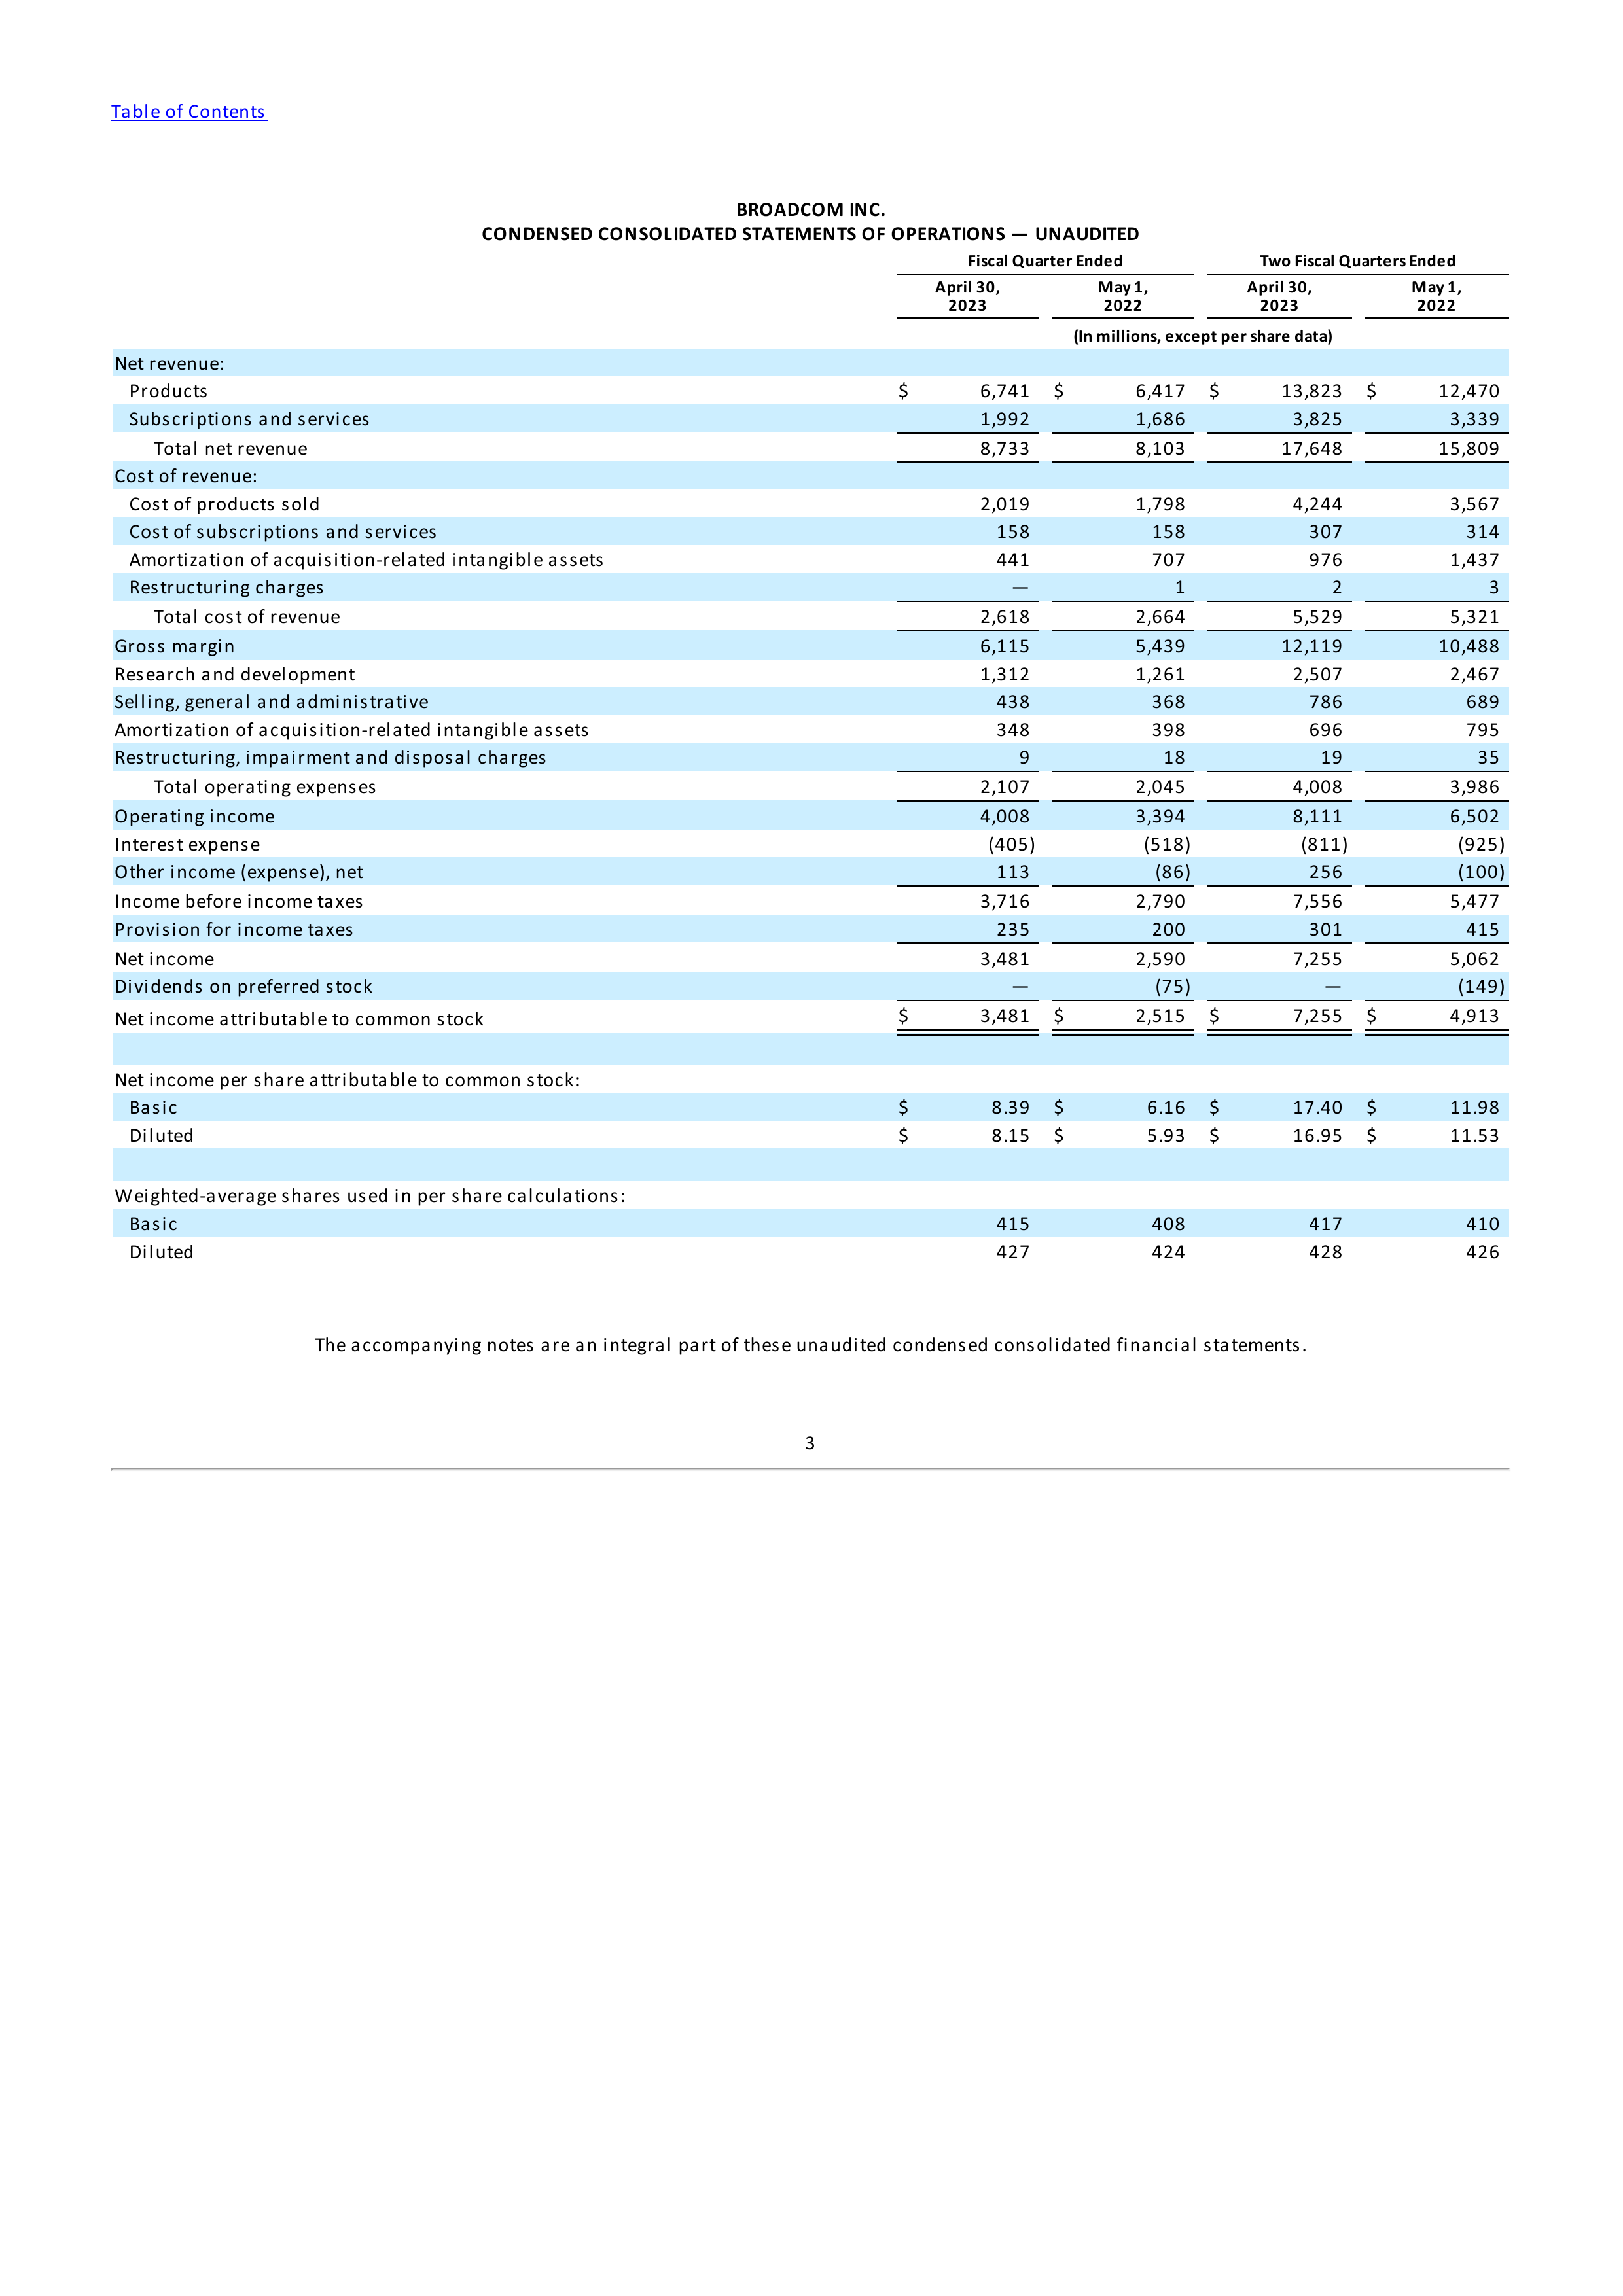 Table of Contents
BROADCOM INC.
CONDENSED CONSOLIDATED STATEMENTS OF OPERATIONS — UNAUDITED
Fiscal Quarter Ended Two Fiscal Quarters Ended
April 30, 2023 May 1, 2022 April 30, 2023 May 1, 2022
(In millions, except per share data)
Net revenue:
Products $ 6,741 $ 6,417 $ 13,823 $ 12,470
Subscriptions and services 1,992 1,686 3,825 3,339
Total net revenue 8,733 8,103 17,648 15,809
Cost of revenue:
Cost of products sold 2,019 1,798 4,244 3,567
Cost of subscriptions and services 158 158 307 314
Amortization of acquisition-related intangible assets 441 707 976 1,437
Restructuring charges — 1 2 3
Total cost of revenue 2,618 2,664 5,529 5,321
Gross margin 6,115 5,439 12,119 10,488
Research and development 1,312 1,261 2,507 2,467
Selling, general and administrative 438 368 786 689
Amortization of acquisition-related intangible assets 348 398 696 795
Restructuring, impairment and disposal charges 9 18 19 35
Total operating expenses 2,107 2,045 4,008 3,986
Operating income 4,008 3,394 8,111 6,502
Interest expense (405) (518) (811) (925)
Other income (expense), net 113 (86) 256 (100)
Income before income taxes 3,716 2,790 7,556 5,477
Provision for income taxes 235 200 301 415
Net income 3,481 2,590 7,255 5,062
Dividends on preferred stock — (75) — (149)
Net income attributable to common stock $ 3,481 $ 2,515 $ 7,255 $ 4,913
Net income per share attributable to common stock:
Basic $ 8.39 $ 6.16 $ 17.40 $ 11.98
Diluted $ 8.15 $ 5.93 $ 16.95 $ 11.53
Weighted-average shares used in per share calculations:
Basic 415 408 417 410
Diluted 427 424 428 426
The accompanying notes are an integral part of these unaudited condensed consolidated financial statements.
3